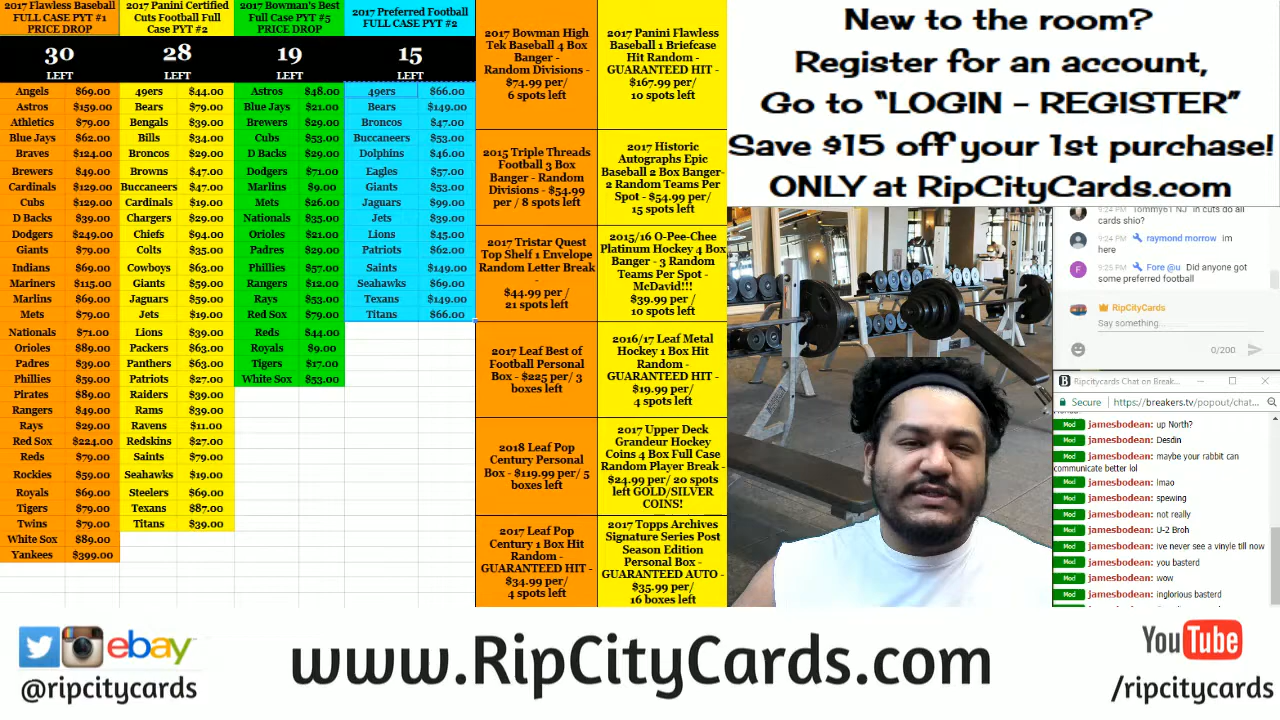 2017 Flawless Baseball
FULL CASE PYT #1
PRICE DROP
30
LEFT
Angels $69.00
Astros $159.00
Athletics $79.00
Blue Jays $62.00
Braves $124.00
Brewers $49.00
Cardinals $129.00
Cubs $129.00
D Backs $39.00
Dodgers $249.00
Giants $79.00
Indians $69.00
Mariners $115.00
Marlins $69.00
Mets $79.00
Nationals $71.00
Orioles $89.00
Padres $39.00
Phillies $59.00
Pirates $89.00
Rangers $49.00
Rays $29.00
Red Sox $224.00
Reds $79.00
Rockies $59.00
Royals $69.00
Tigers $79.00
Twins $79.00
White Sox $89.00
Yankees $399.00
2017 Panini Certified
Cuts Football Full
Case PYT #2
28
LEFT
49ers $44.00
Bears $79.00
Bengals $39.00
Bills $34.00
Broncos $29.00
Browns $47.00
Buccaneers $47.00
Cardinals $19.00
Chargers $29.00
Chiefs $94.00
Colts $35.00
Cowboys $63.00
Giants $59.00
Jaguars $59.00
Jets $19.00
Lions $39.00
Packers $63.00
Panthers $63.00
Patriots $27.00
Raiders $39.00
Rams $39.00
Ravens $11.00
Redskins $27.00
Saints $79.00
Seahawks $19.00
Steelers $69.00
Texans $87.00
Titans $39.00
2017 Bowman's Best
Full Case PYT #5
PRICE DROP
19
LEFT
Astros $48.00
Blue Jays $21.00
Brewers $29.00
Cubs $53.00
D Backs $29.00
Dodgers $71.00
Marlins $9.00
Mets $26.00
Nationals $35.00
Orioles $21.00
Padres $29.00
Phillies $57.00
Rangers $12.00
Rays $53.00
Red Sox $79.00
Reds $44.00
Royals $9.00
Tigers $17.00
White Sox $53.00
2017 Preferred Football
FULL CASE PYT #2
15
LEFT
49ers $66.00
Bears $149.00
Broncos $47.00
Buccaneers $53.00
Dolphins $46.00
Eagles $57.00
Giants $53.00
Jaguars $99.00
Jets $39.00
Lions $45.00
Patriots $62.00
Saints $149.00
Seahawks $69.00
Texans $149.00
Titans $66.00
2017 Bowman High
Tek Baseball 4 Box
Banger -
Random Divisions -
$74.99 per/
6 spots left
2015 Triple Threads
Football 3 Box
Banger - Random
Divisions - $54.99
per / 8 spots left
2017 Tristar Quest
Top Shelf 1 Envelope
Random Letter Break
-
$44.99 per/
21 spots left
2017 Leaf Best of
Football Personal
Box - $225 per/ 3
boxes left
2018 Leaf Pop
Century Personal
Box - $119.99 per/ 5
boxes left
2017 Leaf Pop
Century 1 Box Hit
Random -
GUARANTEED HIT -
$34.99 per/
4 spots left
2017 Panini Flawless
Baseball 1 Briefcase
Hit Random -
GUARANTEED HIT -
$167.99 per/
10 spots left
2017 Historic
Autographs Epic
Baseball 2 Box Banger-
2 Random Teams Per
Spot - $54.99 per/
15 spots left
2015/16 O-Pee-Chee
Platinum Hockey 4 Box
Banger - 3 Random
Teams Per Spot -
McDavid!!!
$39.99 per/
10 spots left
2016/17 Leaf Metal
Hockey 1 Box Hit
Random -
GUARANTEED HIT -
$19.99 per/
4 spots left
2017 Upper Deck
Grandeur Hockey
Coins 4 Box Full Case
Random Player Break -
$24.99 per/ 20 spots
left GOLD/SILVER
COINS!
2017 Topps Archives
Signature Series Post
Season Edition
Personal Box -
GUARANTEED AUTO -
$35.99 per/
16 boxes left
New to the room?
Register for an account,
Go to "LOGIN - REGISTER"
Save $15 off your 1st purchase!
ONLY at RipCityCards.com
9:24 PM Tommy61 NJ in cuts do all
cards shio?
9:24 PM raymond morrow Im
here
F 9:25 PM Fore @u Did anyone got
some preferred football
RipCityCards
Say something...
0/200
B Ripcitycards Chat on Break...
Secure https://breakers.tv/popout/chat...
Mod jamesbodean: up North?
Mod jamesbodean: Desdin
Mod jamesbodean: maybe your rabbit can
communicate better lol
Mod jamesbodean: lmao
Mod jamesbodean: spewing
Mod jamesbodean: not really
Mod jamesbodean: U-2 Broh
Mod jamesbodean: ive never see a vinyle till now
Mod jamesbodean: you basterd
Mod jamesbodean: wow
Mod jamesbodean: inglorious basterd
ebay
@ripcitycards
www.RipCityCards.com
YouTube
/ripcitycards